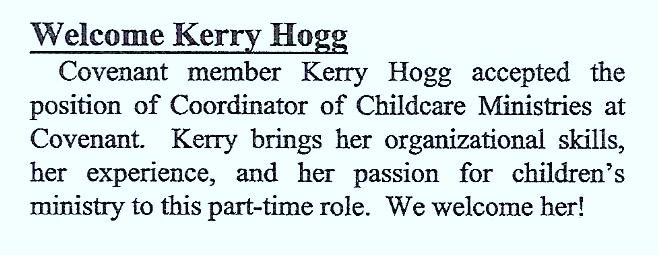 Welcome Kerry Hogg
Covenant member Kerry Hogg accepted the
position of Coordinator of Childcare Ministries at
Covenant. Kerry brings her organizational skills,
her experience, and her passion for children's
ministry to this part-time role. We welcome her!